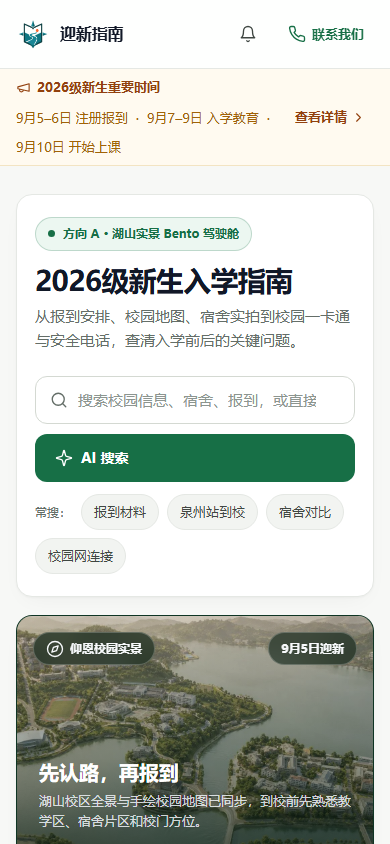 迎新指南
联系我们
2026级新生重要时间
9月5–6日 注册报到 · 9月7–9日 入学教育 ·
查看详情
9月10日 开始上课
方向 A · 湖山实景 Bento 驾驶舱
2026级新生入学指南
从报到安排、校园地图、宿舍实拍到校园一卡通
与安全电话，查清入学前后的关键问题。
搜索校园信息、宿舍、报到，或直接
AI 搜索
常搜：
报到材料
泉州站到校
宿舍对比
校园网连接
仰恩校园实景
9月5日迎新
先认路，再报到
湖山校区全景与手绘校园地图已同步，到校前先熟悉教
学区、宿舍片区和校门方位。